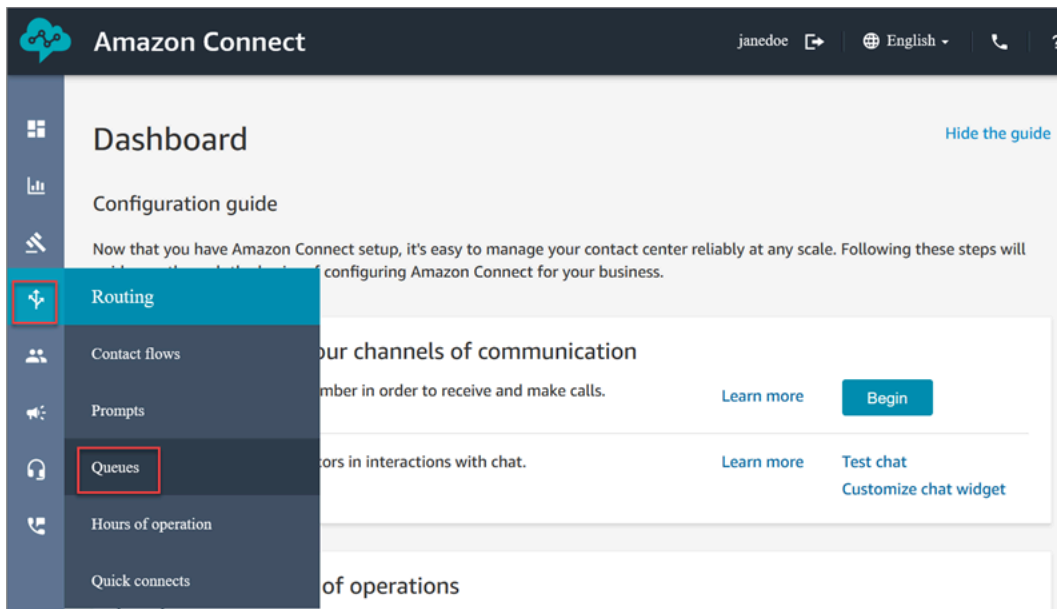 Amazon Connect
janedoe
English
Dashboard
Hide the guide
Configuration guide
Now that you have Amazon Connect setup, it's easy to manage your contact center reliably at any scale. Following these steps will
configuring Amazon Connect for your business.
Routing
Contact flows
Prompts
Queues
Hours of operation
Quick connects
our channels of communication
mber in order to receive and make calls.
Learn more
Begin
tors in interactions with chat.
Learn more
Test chat
Customize chat widget
of operations